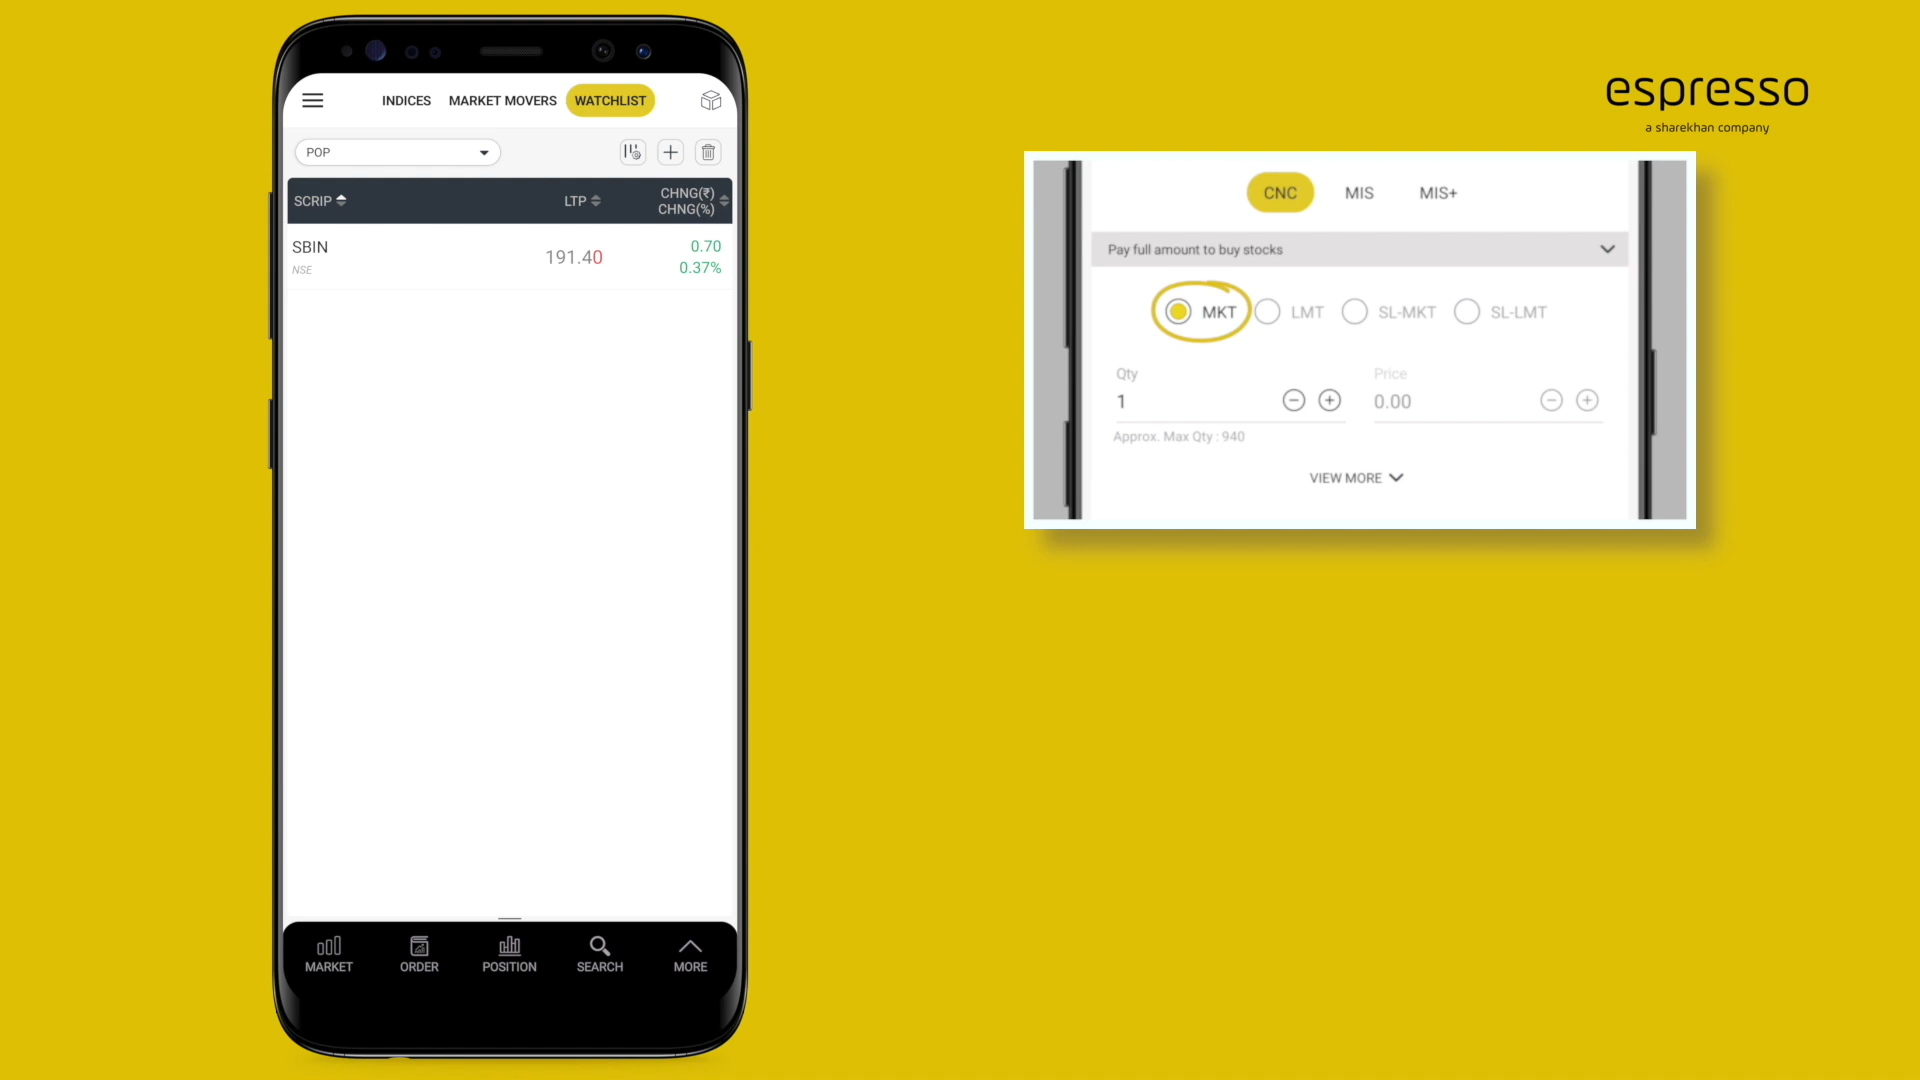 INDICES MARKET MOVERS WATCHLIST
POP
SCRIP LTP CHNG(₹)
CHNG(%)
SBIN 191.40 0.70
NSE 0.37%
MARKET ORDER POSITION SEARCH MORE
espresso
a sharekhan company
CNC MIS MIS+
Pay full amount to buy stocks
MKT LMT SL-MKT SL-LMT
Qty Price
1 0.00
Approx. Max Qty : 940
VIEW MORE